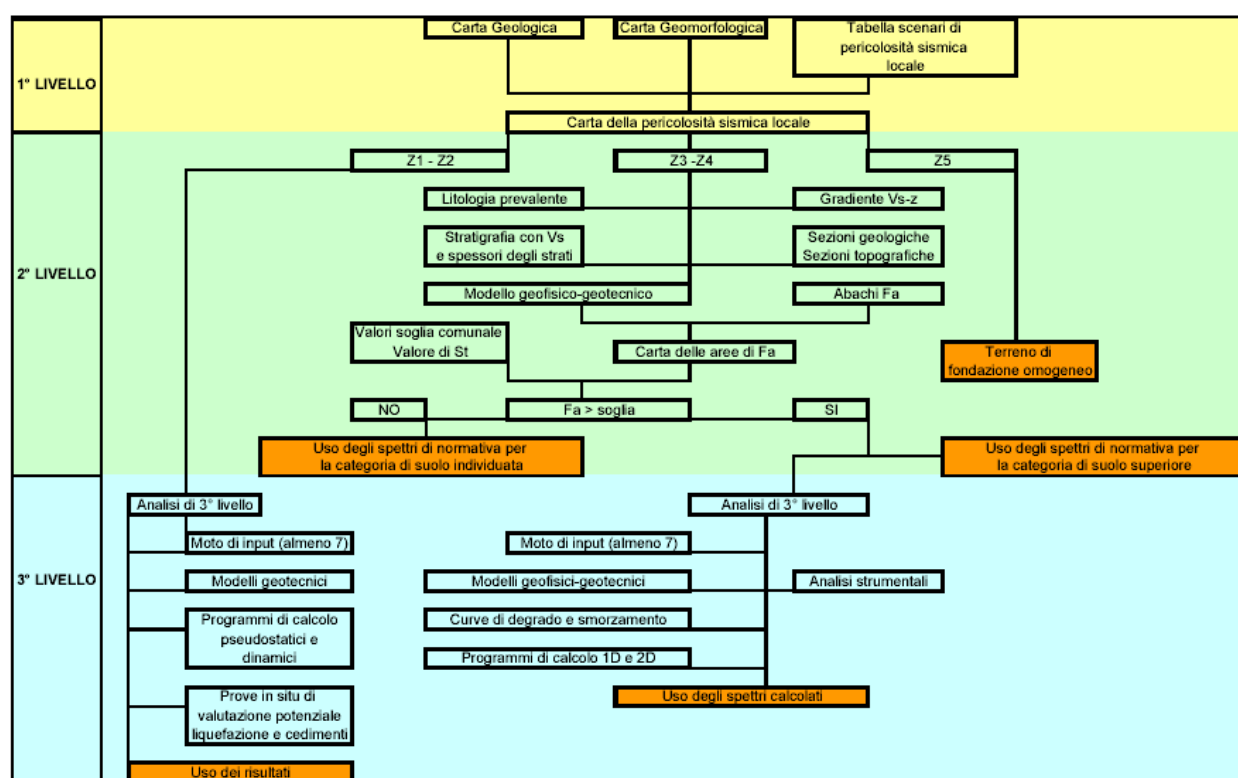 1° LIVELLO
Carta Geologica
Carta Geomorfologica
Tabella scenari di
pericolosità sismica
locale
Carta della pericolosità sismica locale
2° LIVELLO
Z1 - Z2
Z3 -Z4
Z5
Litologia prevalente
Gradiente Vs-z
Stratigrafia con Vs
e spessori degli strati
Sezioni geologiche
Sezioni topografiche
Modello geofisico-geotecnico
Abachi Fa
Valori soglia comunale
Valore di St
Carta delle aree di Fa
Terreno di
fondazione omogeneo
NO
Fa > soglia
SI
Uso degli spettri di normativa per
la categoria di suolo individuata
Uso degli spettri di normativa per
la categoria di suolo superiore
3° LIVELLO
Analisi di 3° livello
Moto di input (almeno 7)
Modelli geotecnici
Programmi di calcolo
pseudostatici e
dinamici
Prove in situ di
valutazione potenziale
liquefazione e cedimenti
Uso dei risultati
Analisi di 3° livello
Moto di input (almeno 7)
Modelli geofisici-geotecnici
Analisi strumentali
Curve di degrado e smorzamento
Programmi di calcolo 1D e 2D
Uso degli spettri calcolati